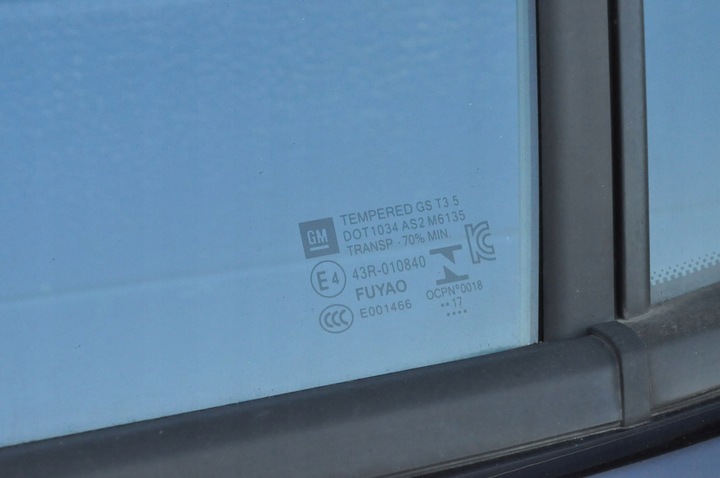 GM
TEMPERED GS T3 5
DOT1034 AS2 M6135
TRANSP ·70% MIN
E4
43R-010840
FUYAO
CCC
E001466
OCPN°0018
··17
····